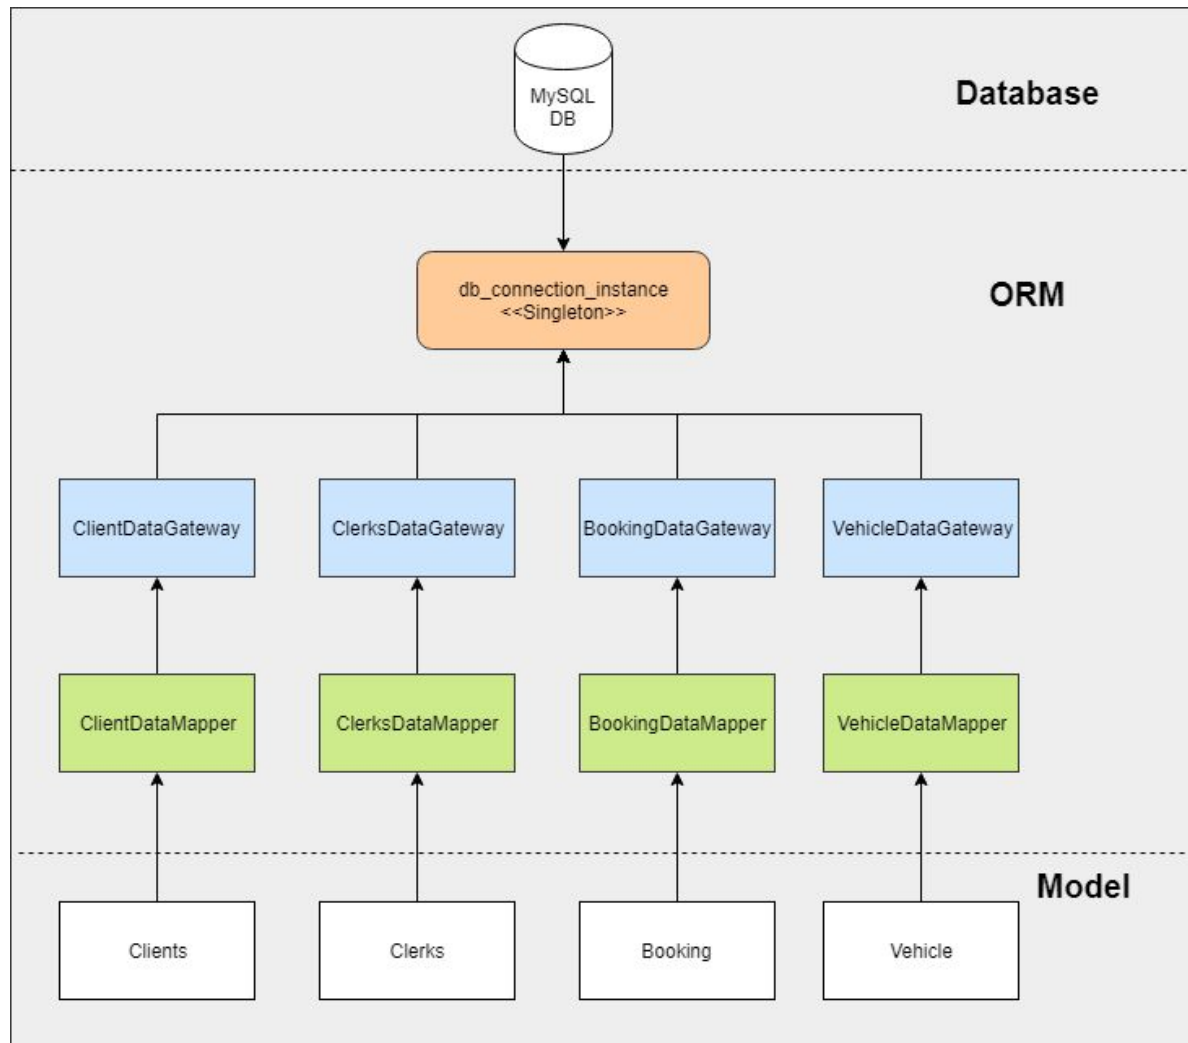 MySQL
DB
Database
db_connection_instance
<<Singleton>>
ORM
ClientDataGateway
ClerksDataGateway
BookingDataGateway
VehicleDataGateway
ClientDataMapper
ClerksDataMapper
BookingDataMapper
VehicleDataMapper
Model
Clients
Clerks
Booking
Vehicle